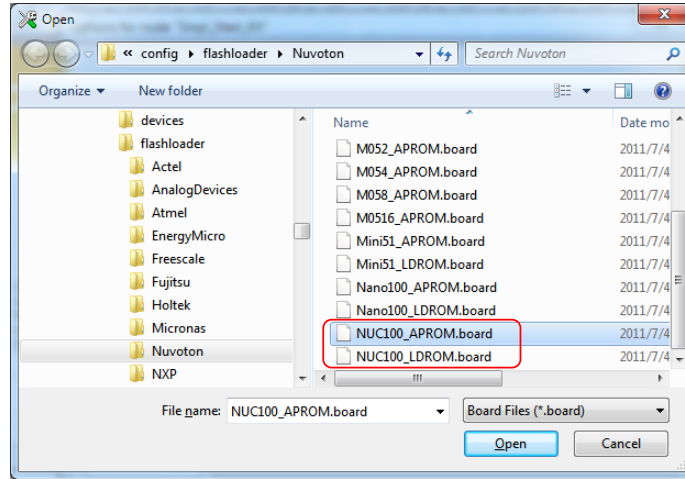 Open
« config ▸ flashloader ▸ Nuvoton
Search Nuvoton
Organize
New folder
devices
flashloader
Actel
AnalogDevices
Atmel
EnergyMicro
Freescale
Fujitsu
Holtek
Micronas
Nuvoton
NXP
Name Date mo
M052_APROM.board 2011/7/4
M054_APROM.board 2011/7/4
M058_APROM.board 2011/7/4
M0516_APROM.board 2011/7/4
Mini51_APROM.board 2011/7/4
Mini51_LDROM.board 2011/7/4
Nano100_APROM.board 2011/7/4
Nano100_LDROM.board 2011/7/4
NUC100_APROM.board 2011/7/4
NUC100_LDROM.board 2011/7/4
File name: NUC100_APROM.board
Board Files (*.board)
Open
Cancel